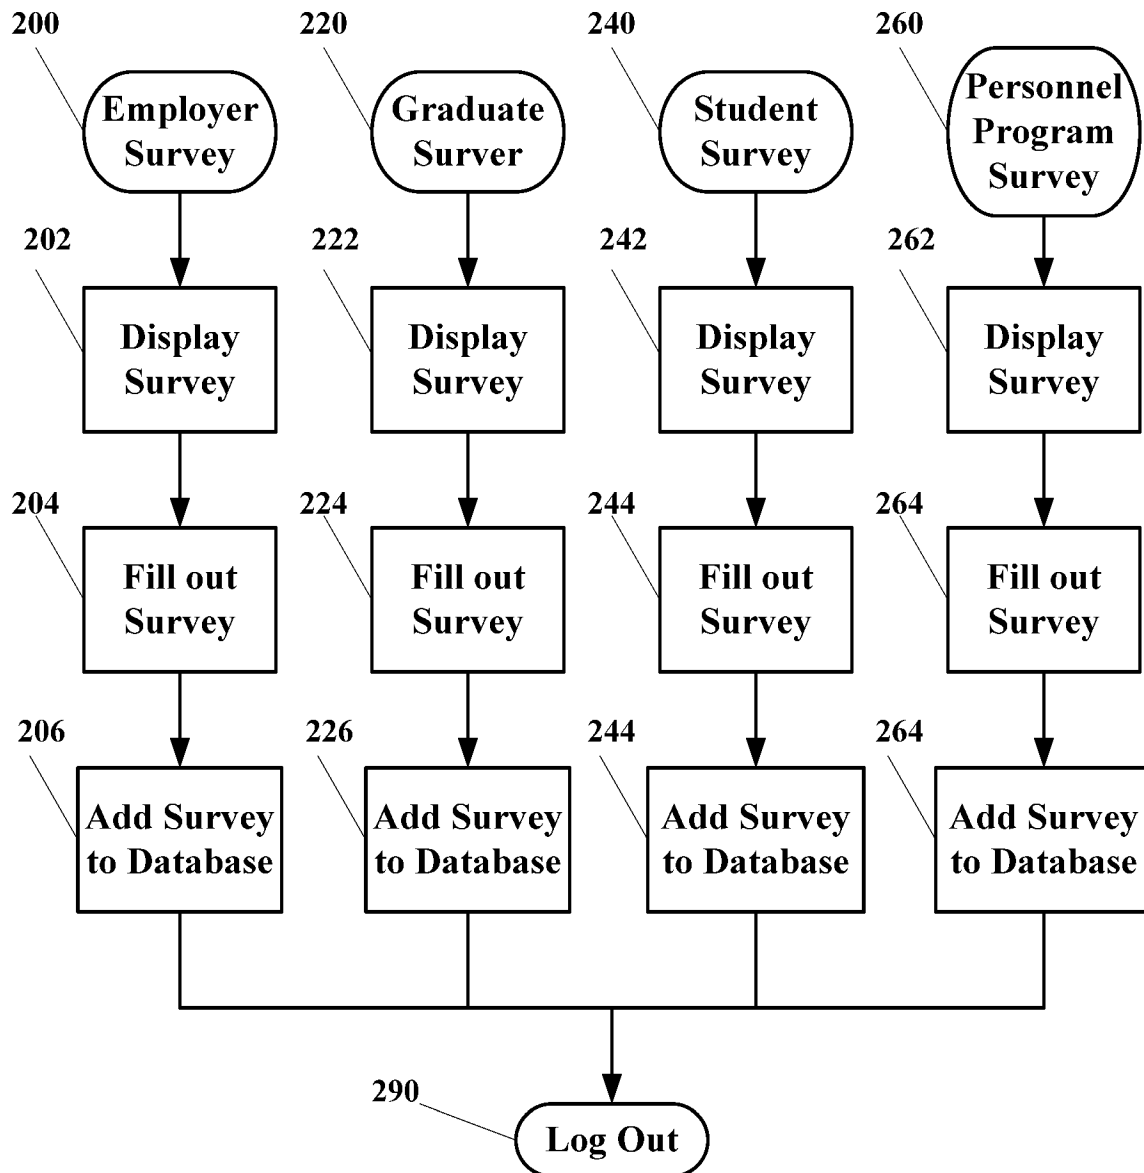 200
220
240
260
Employer
Survey
Graduate
Surver
Student
Survey
Personnel
Program
Survey
202
222
242
262
Display
Survey
Display
Survey
Display
Survey
Display
Survey
204
224
244
264
Fill out
Survey
Fill out
Survey
Fill out
Survey
Fill out
Survey
206
226
244
264
Add Survey
to Database
Add Survey
to Database
Add Survey
to Database
Add Survey
to Database
290
Log Out